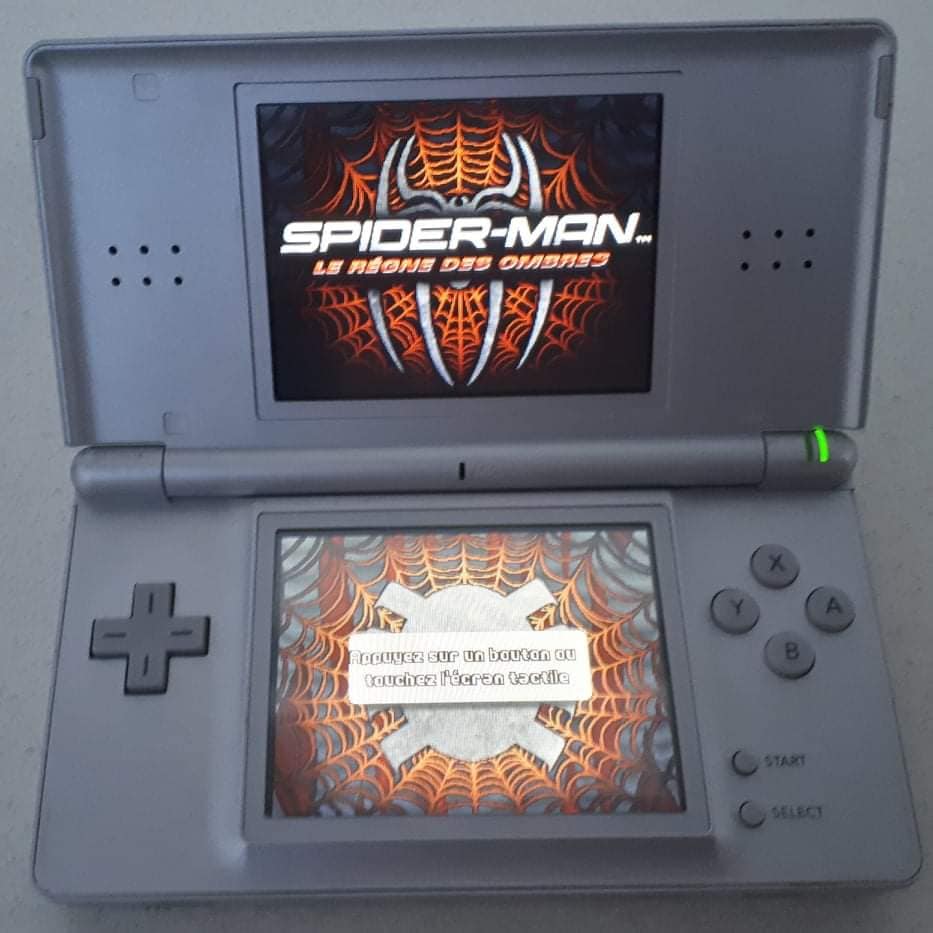 SPIDER-MAN™
LE RÈGNE DES OMBRES
Appuyez sur un bouton ou
touchez l'écran tactile
X
Y
A
B
START
SELECT